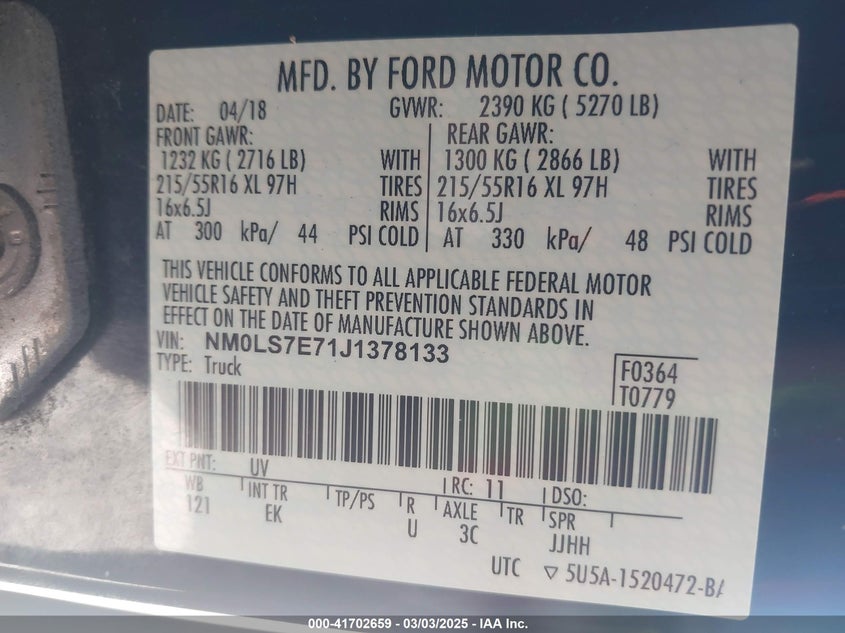 MFD. BY FORD MOTOR CO.
DATE: 04/18 GVWR: 2390 KG ( 5270 LB)
FRONT GAWR: REAR GAWR:
1232 KG ( 2716 LB) WITH 1300 KG ( 2866 LB) WITH
215/55R16 XL 97H TIRES 215/55R16 XL 97H TIRES
16x6.5J RIMS 16x6.5J RIMS
AT 300 kPa/ 44 PSI COLD AT 330 kPa/ 48 PSI COLD
THIS VEHICLE CONFORMS TO ALL APPLICABLE FEDERAL MOTOR
VEHICLE SAFETY AND THEFT PREVENTION STANDARDS IN
EFFECT ON THE DATE OF MANUFACTURE SHOWN ABOVE.
VIN: NM0LS7E71J1378133
TYPE: Truck
F0364
T0779
EXT PNT: UV RC: 11 DSO:
WB INT TR TP/PS R AXLE TR SPR
121 EK U 3C JJHH
UTC ▽ 5U5A-1520472-BA
000-41702659 - 03/03/2025 - IAA Inc.